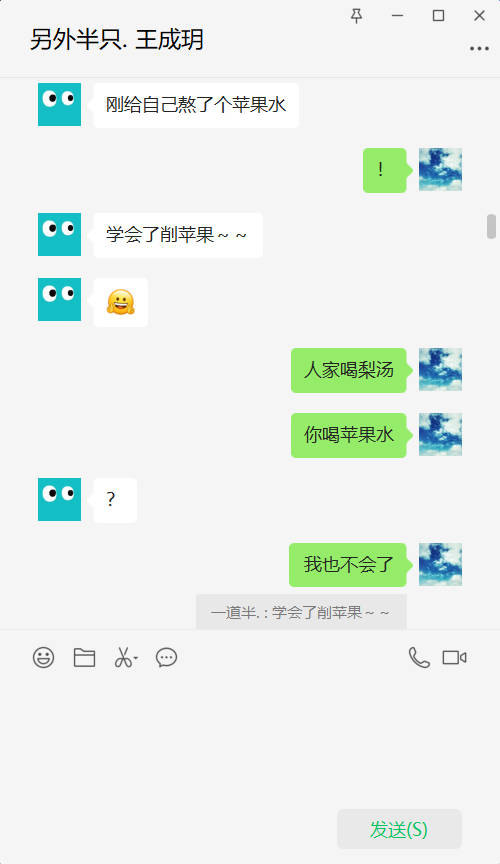 另外半只. 王成玥
刚给自己熬了个苹果水
！
学会了削苹果～～
人家喝梨汤
你喝苹果水
？
我也不会了
一道半. : 学会了削苹果～～
发送(S)